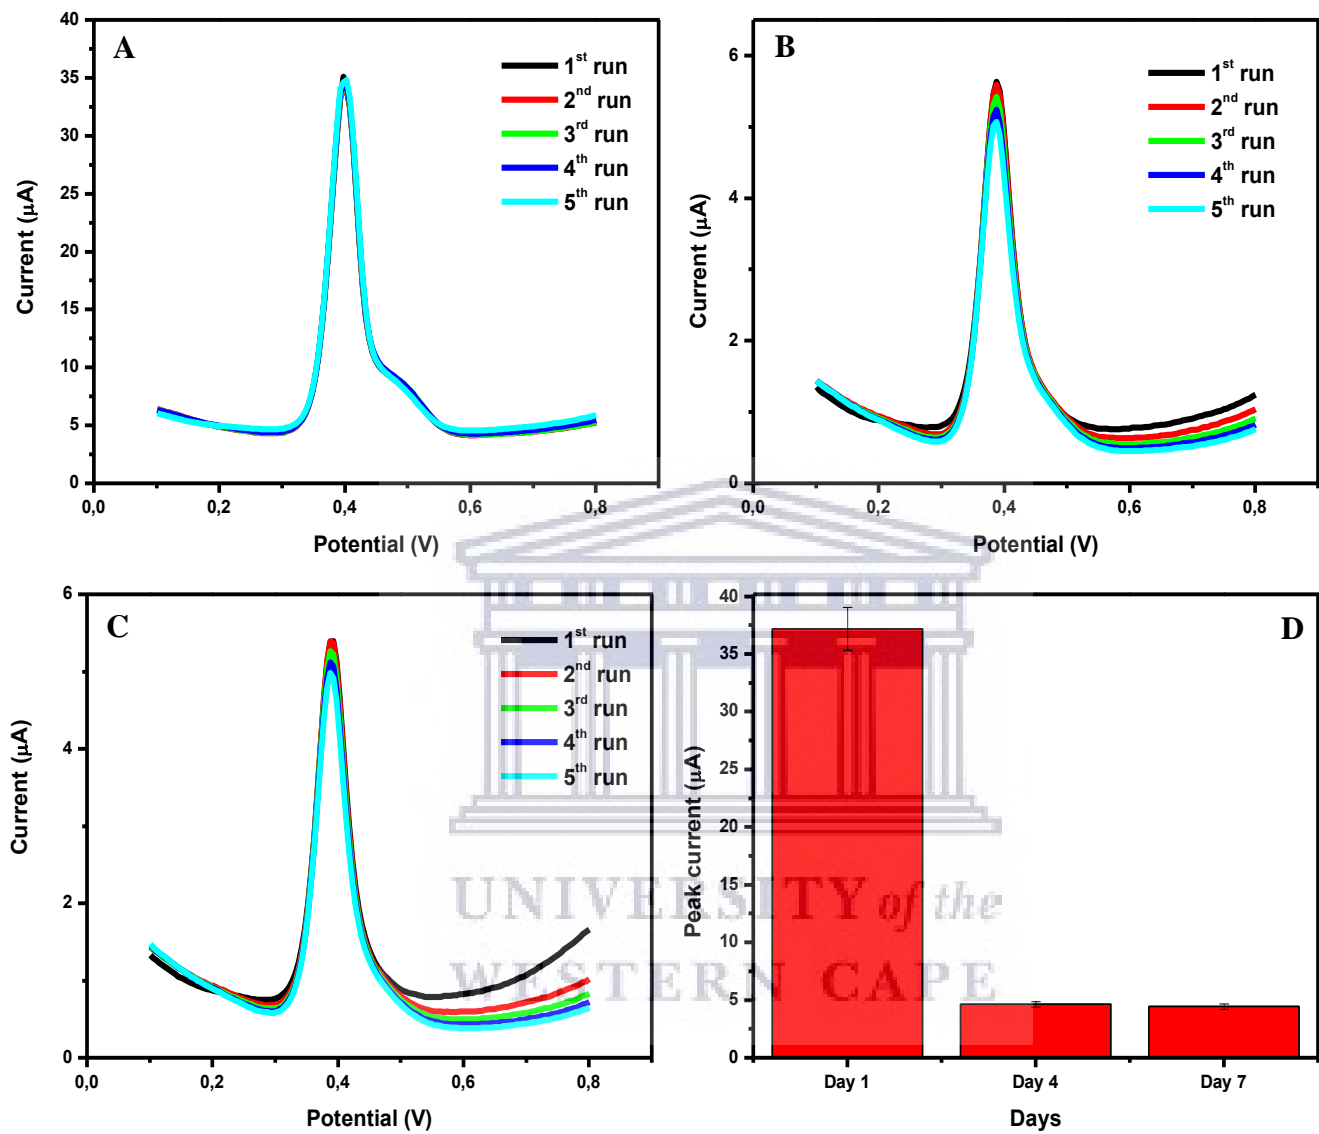 A
1st run
2nd run
3rd run
4th run
5th run
40
35
30
25
20
15
10
5
0
0,0
0,2
0,4
0,6
0,8
Current (µA)
Potential (V)
B
1st run
2nd run
3rd run
4th run
5th run
6
4
2
0
0,0
0,2
0,4
0,6
0,8
Current (µA)
Potential (V)
C
1st run
2nd run
3rd run
4th run
5th run
6
4
2
0
0,0
0,2
0,4
0,6
0,8
Current (µA)
Potential (V)
D
40
35
30
25
20
15
10
5
0
Day 1
Day 4
Day 7
Peak current (µA)
Days
UNIVERSITY of the
WESTERN CAPE